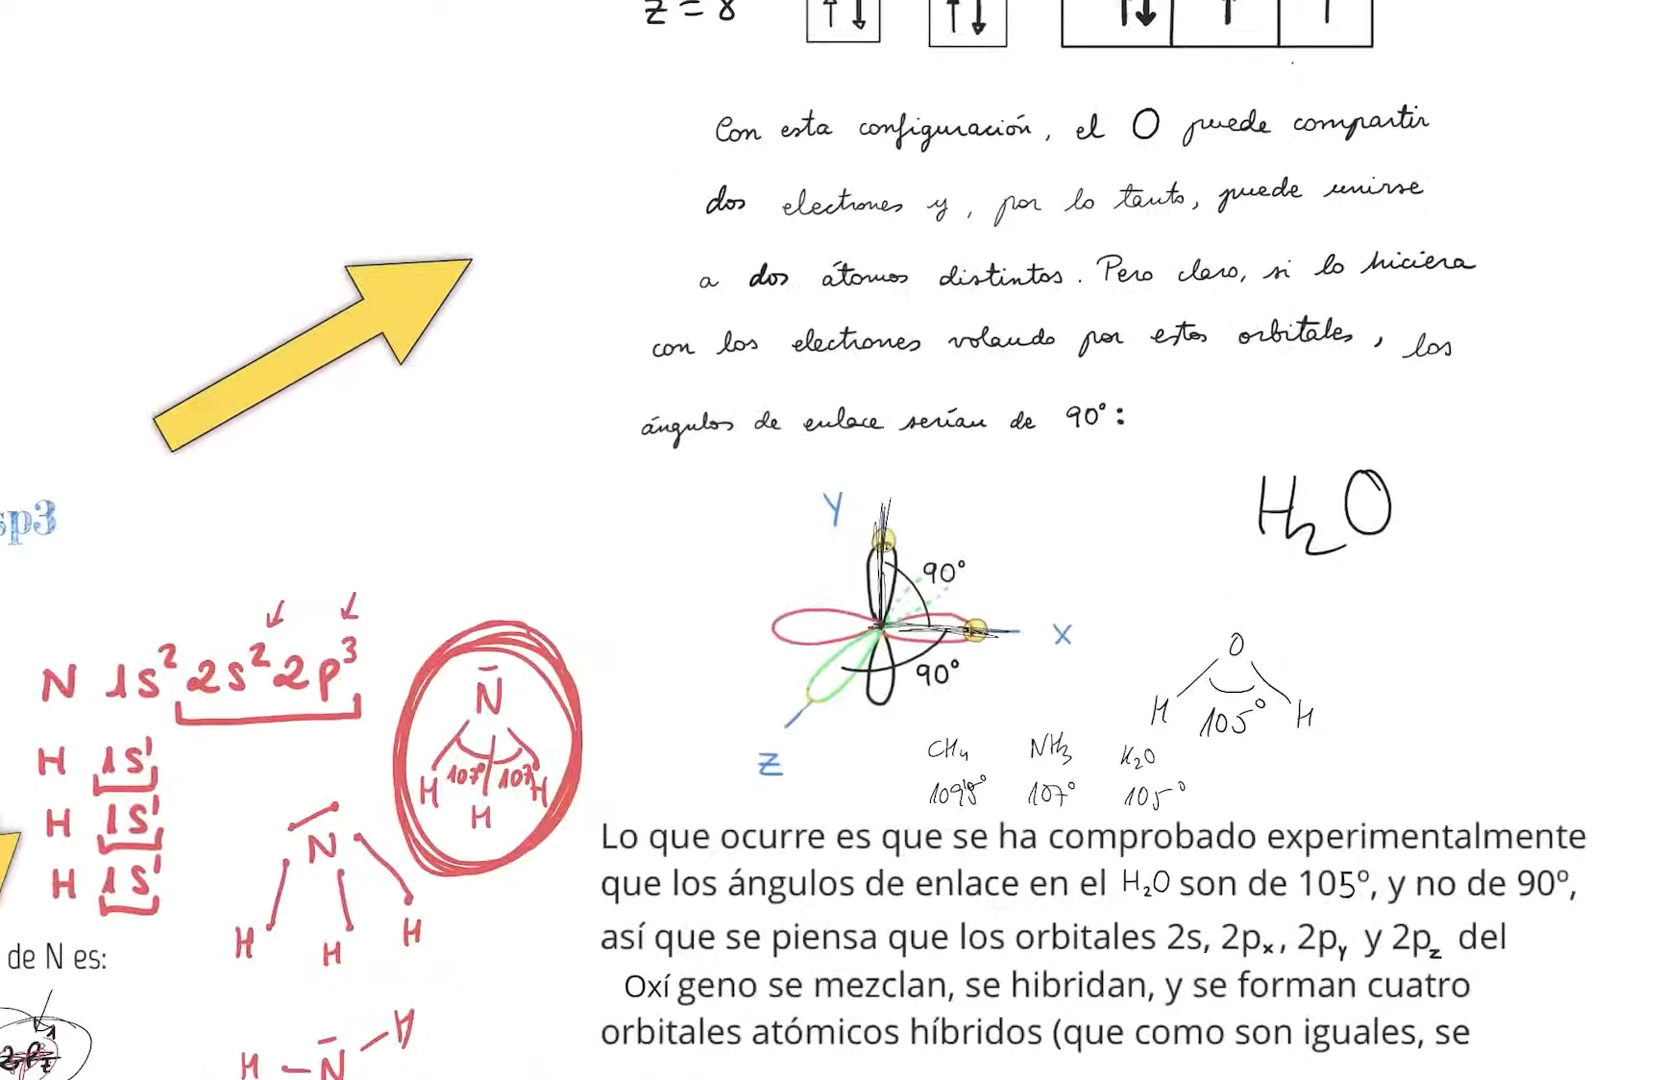 z = 8
Con esta configuración, el O puede compartir
dos electrones y, por lo tanto, puede unirse
a dos átomos distintos. Pero claro, si lo hiciera
con los electrones volando por estos orbitales, los
ángulos de enlace serían de 90°:
sp3
Y
90°
X
90°
Z
H₂O
O
H 105° H
CH₄ NH₃ H₂O
109'5° 107° 105°
N 1s² 2s² 2p³
H 1s¹
H 1s¹
H 1s¹
N
107° 107°
H H H
N
H H H
de N es:
H – N – H
Lo que ocurre es que se ha comprobado experimentalmente
que los ángulos de enlace en el H₂O son de 105º, y no de 90º,
así que se piensa que los orbitales 2s, 2pₓ, 2pᵧ y 2p_z del
Oxígeno se mezclan, se hibridan, y se forman cuatro
orbitales atómicos híbridos (que como son iguales, se